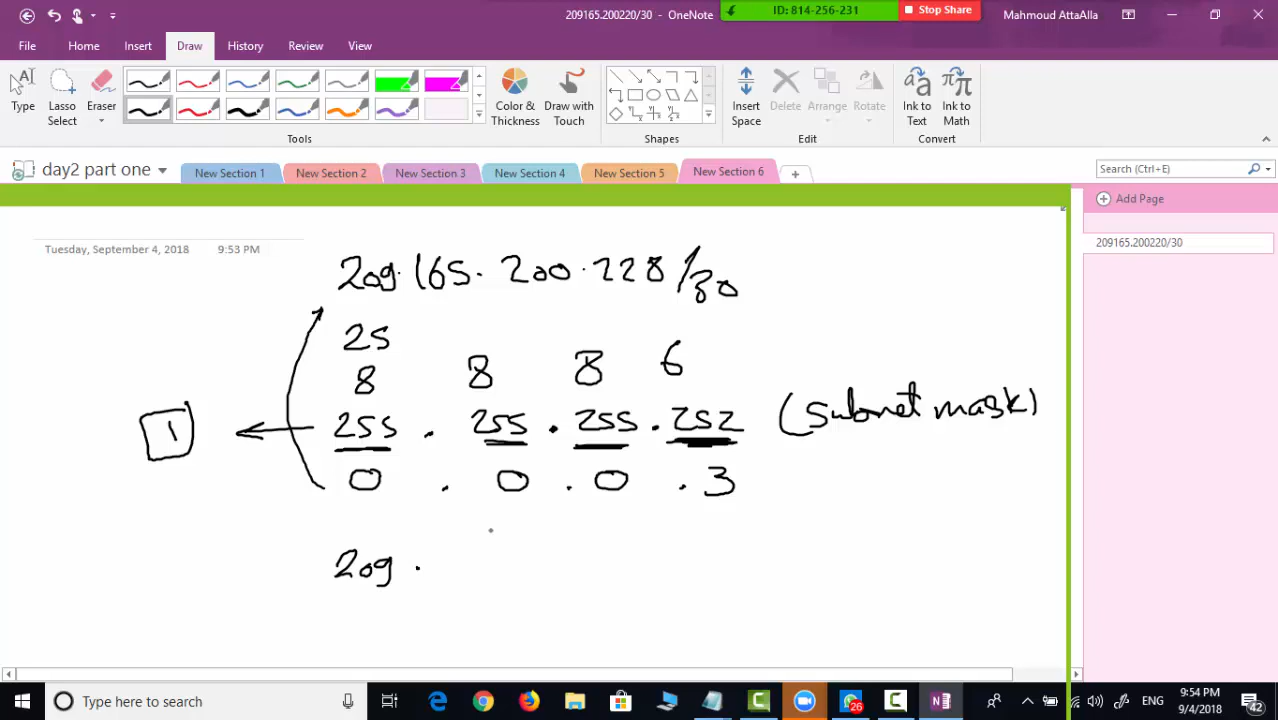 209165.200220/30 - OneNote
ID: 814-256-231
Stop Share
Mahmoud AttaAlla
File Home Insert Draw History Review View
Type
Lasso Select
Eraser
Color & Thickness
Draw with Touch
Insert Space
Delete
Arrange
Rotate
Ink to Text
Ink to Math
Tools
Shapes
Edit
Convert
day2 part one
New Section 1
New Section 2
New Section 3
New Section 4
New Section 5
New Section 6
Search (Ctrl+E)
Add Page
209165.200220/30
Tuesday, September 4, 2018 9:53 PM
209.165.200.228/30
25
8 8 8 6
1 255.255.255.252 (Subnet mask)
0.0.0.3
209.
Type here to search
26
ENG
9:54 PM
9/4/2018
42